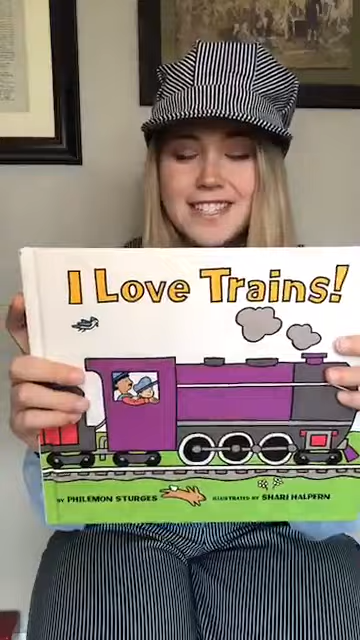 I Love Trains!
BY PHILEMON STURGES ILLUSTRATED BY SHARI HALPERN